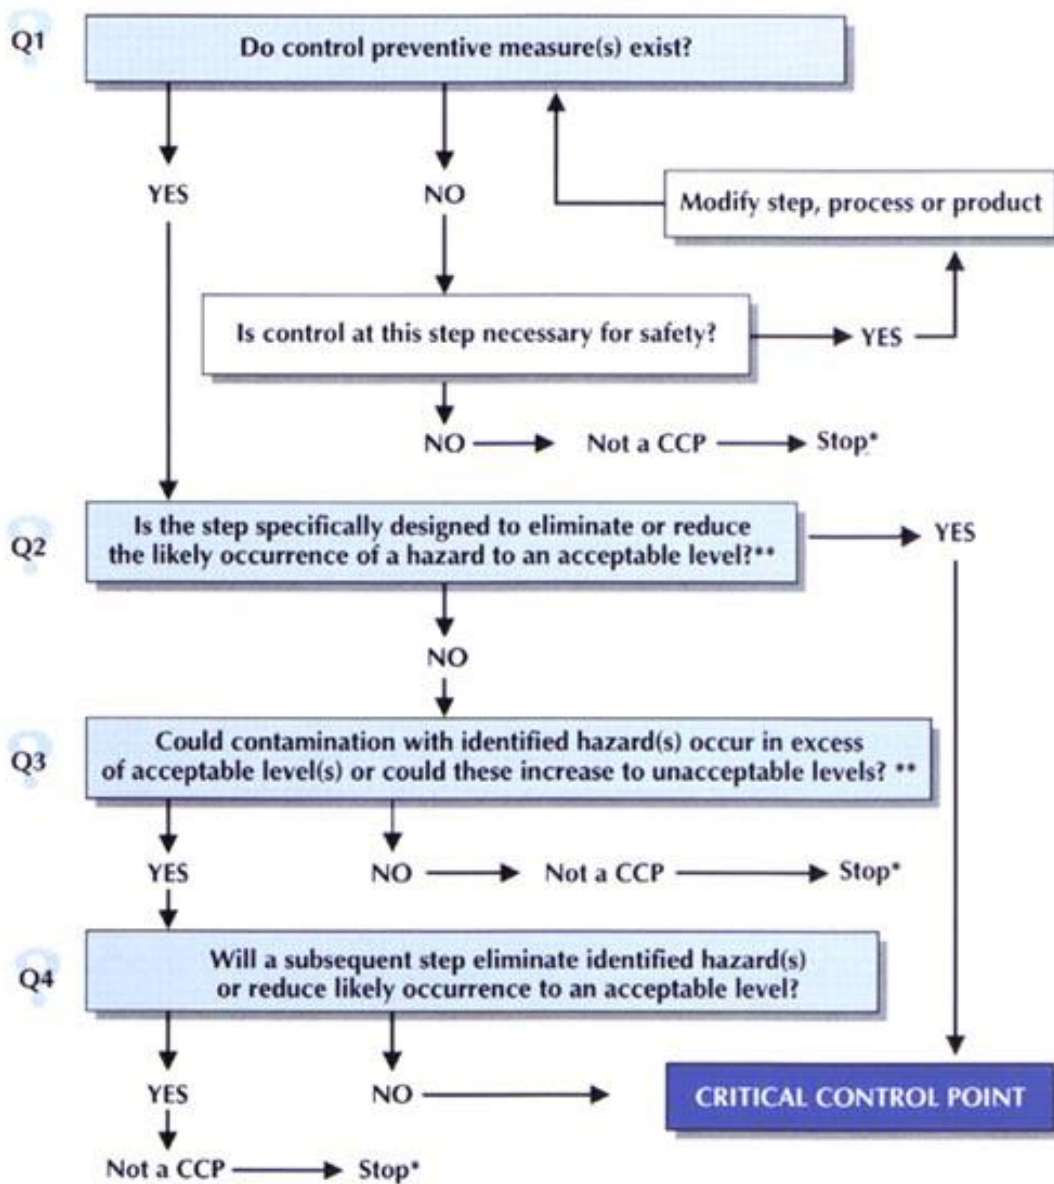 Q1
Do control preventive measure(s) exist?
YES
NO
Modify step, process or product
Is control at this step necessary for safety?
YES
NO
Not a CCP
Stop*
Q2
Is the step specifically designed to eliminate or reduce
the likely occurrence of a hazard to an acceptable level?**
YES
NO
Q3
Could contamination with identified hazard(s) occur in excess
of acceptable level(s) or could these increase to unacceptable levels? **
YES
NO
Not a CCP
Stop*
Q4
Will a subsequent step eliminate identified hazard(s)
or reduce likely occurrence to an acceptable level?
YES
NO
CRITICAL CONTROL POINT
Not a CCP
Stop*